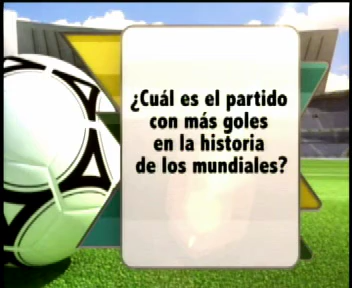 ¿Cuál es el partido
con más goles
en la historia
de los mundiales?